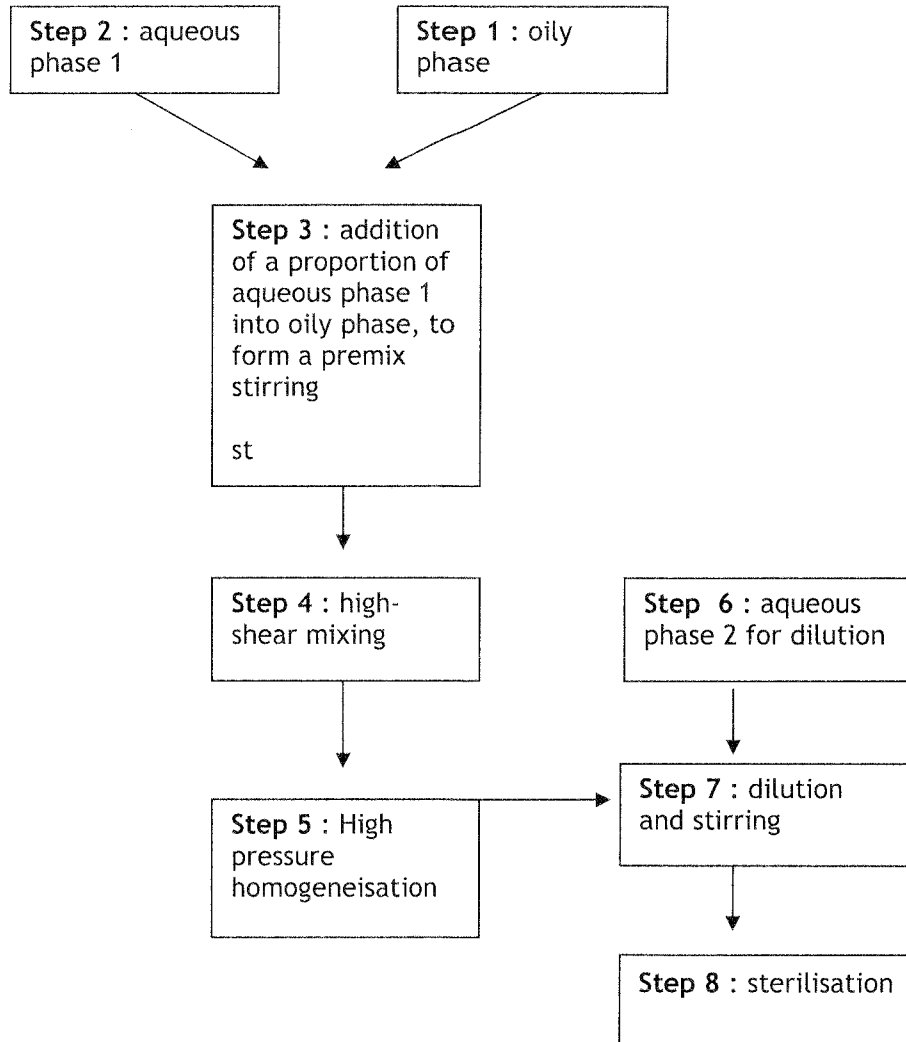 Step 2 : aqueous
phase 1
Step 1 : oily
phase
Step 3 : addition
of a proportion of
aqueous phase 1
into oily phase, to
form a premix
stirring
st
Step 4 : high-
shear mixing
Step 6 : aqueous
phase 2 for dilution
Step 5 : High
pressure
homogeneisation
Step 7 : dilution
and stirring
Step 8 : sterilisation